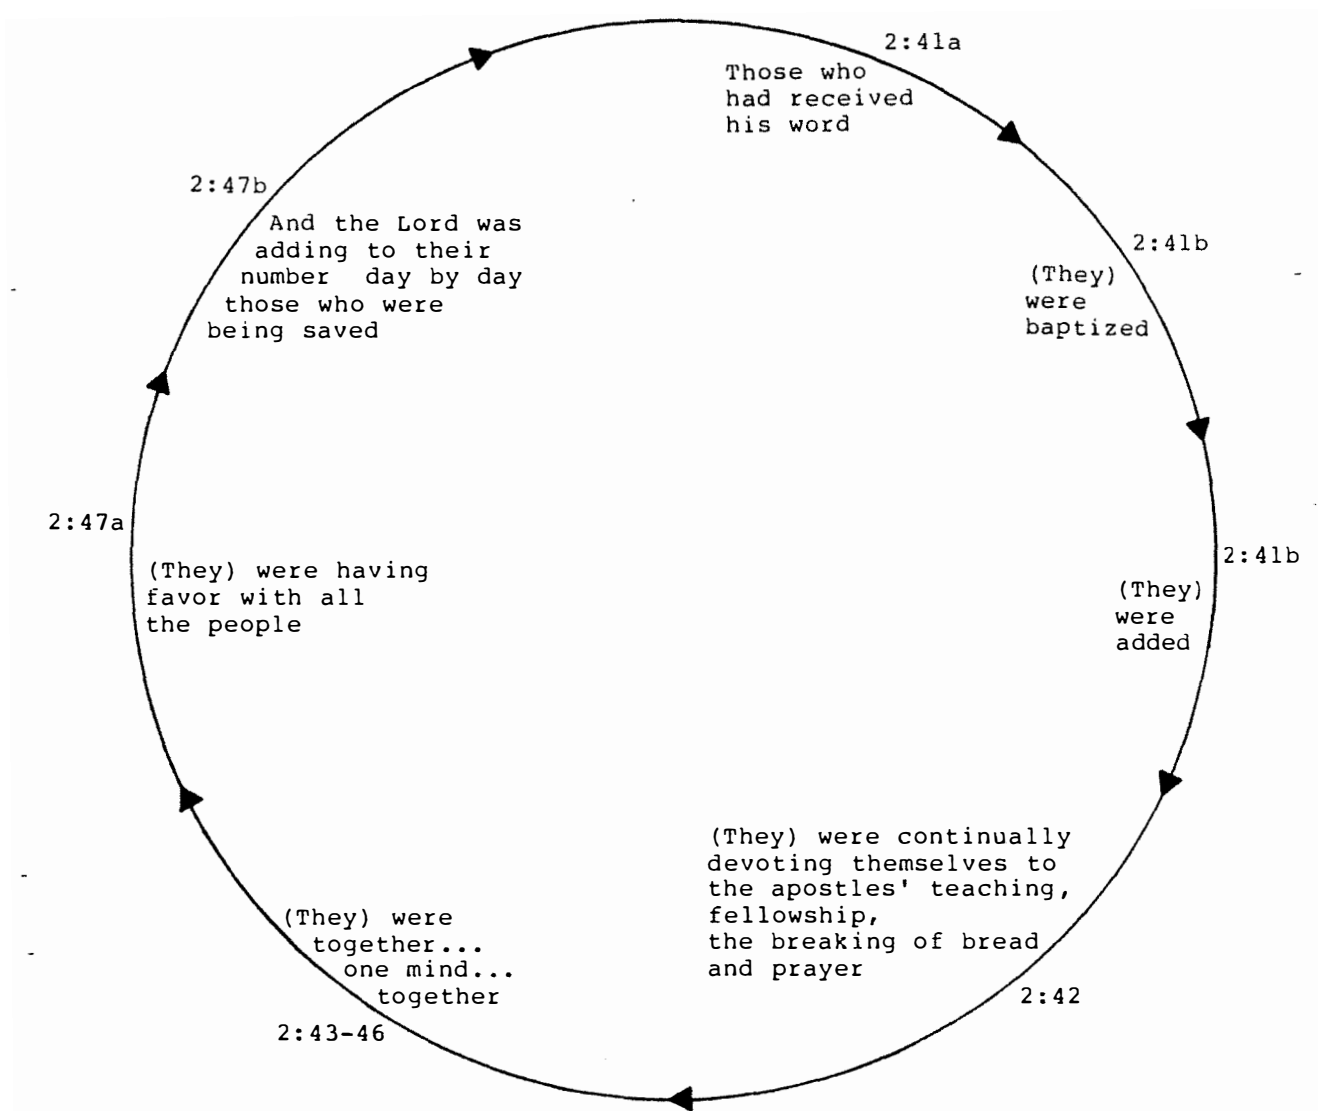 2:41a
Those who
had received
his word
2:41b
(They)
were
baptized
2:41b
(They)
were
added
(They) were continually
devoting themselves to
the apostles' teaching,
fellowship,
the breaking of bread
and prayer
2:42
(They) were
together...
one mind...
together
2:43-46
2:47a
(They) were having
favor with all
the people
2:47b
And the Lord was
adding to their
number day by day
those who were
being saved